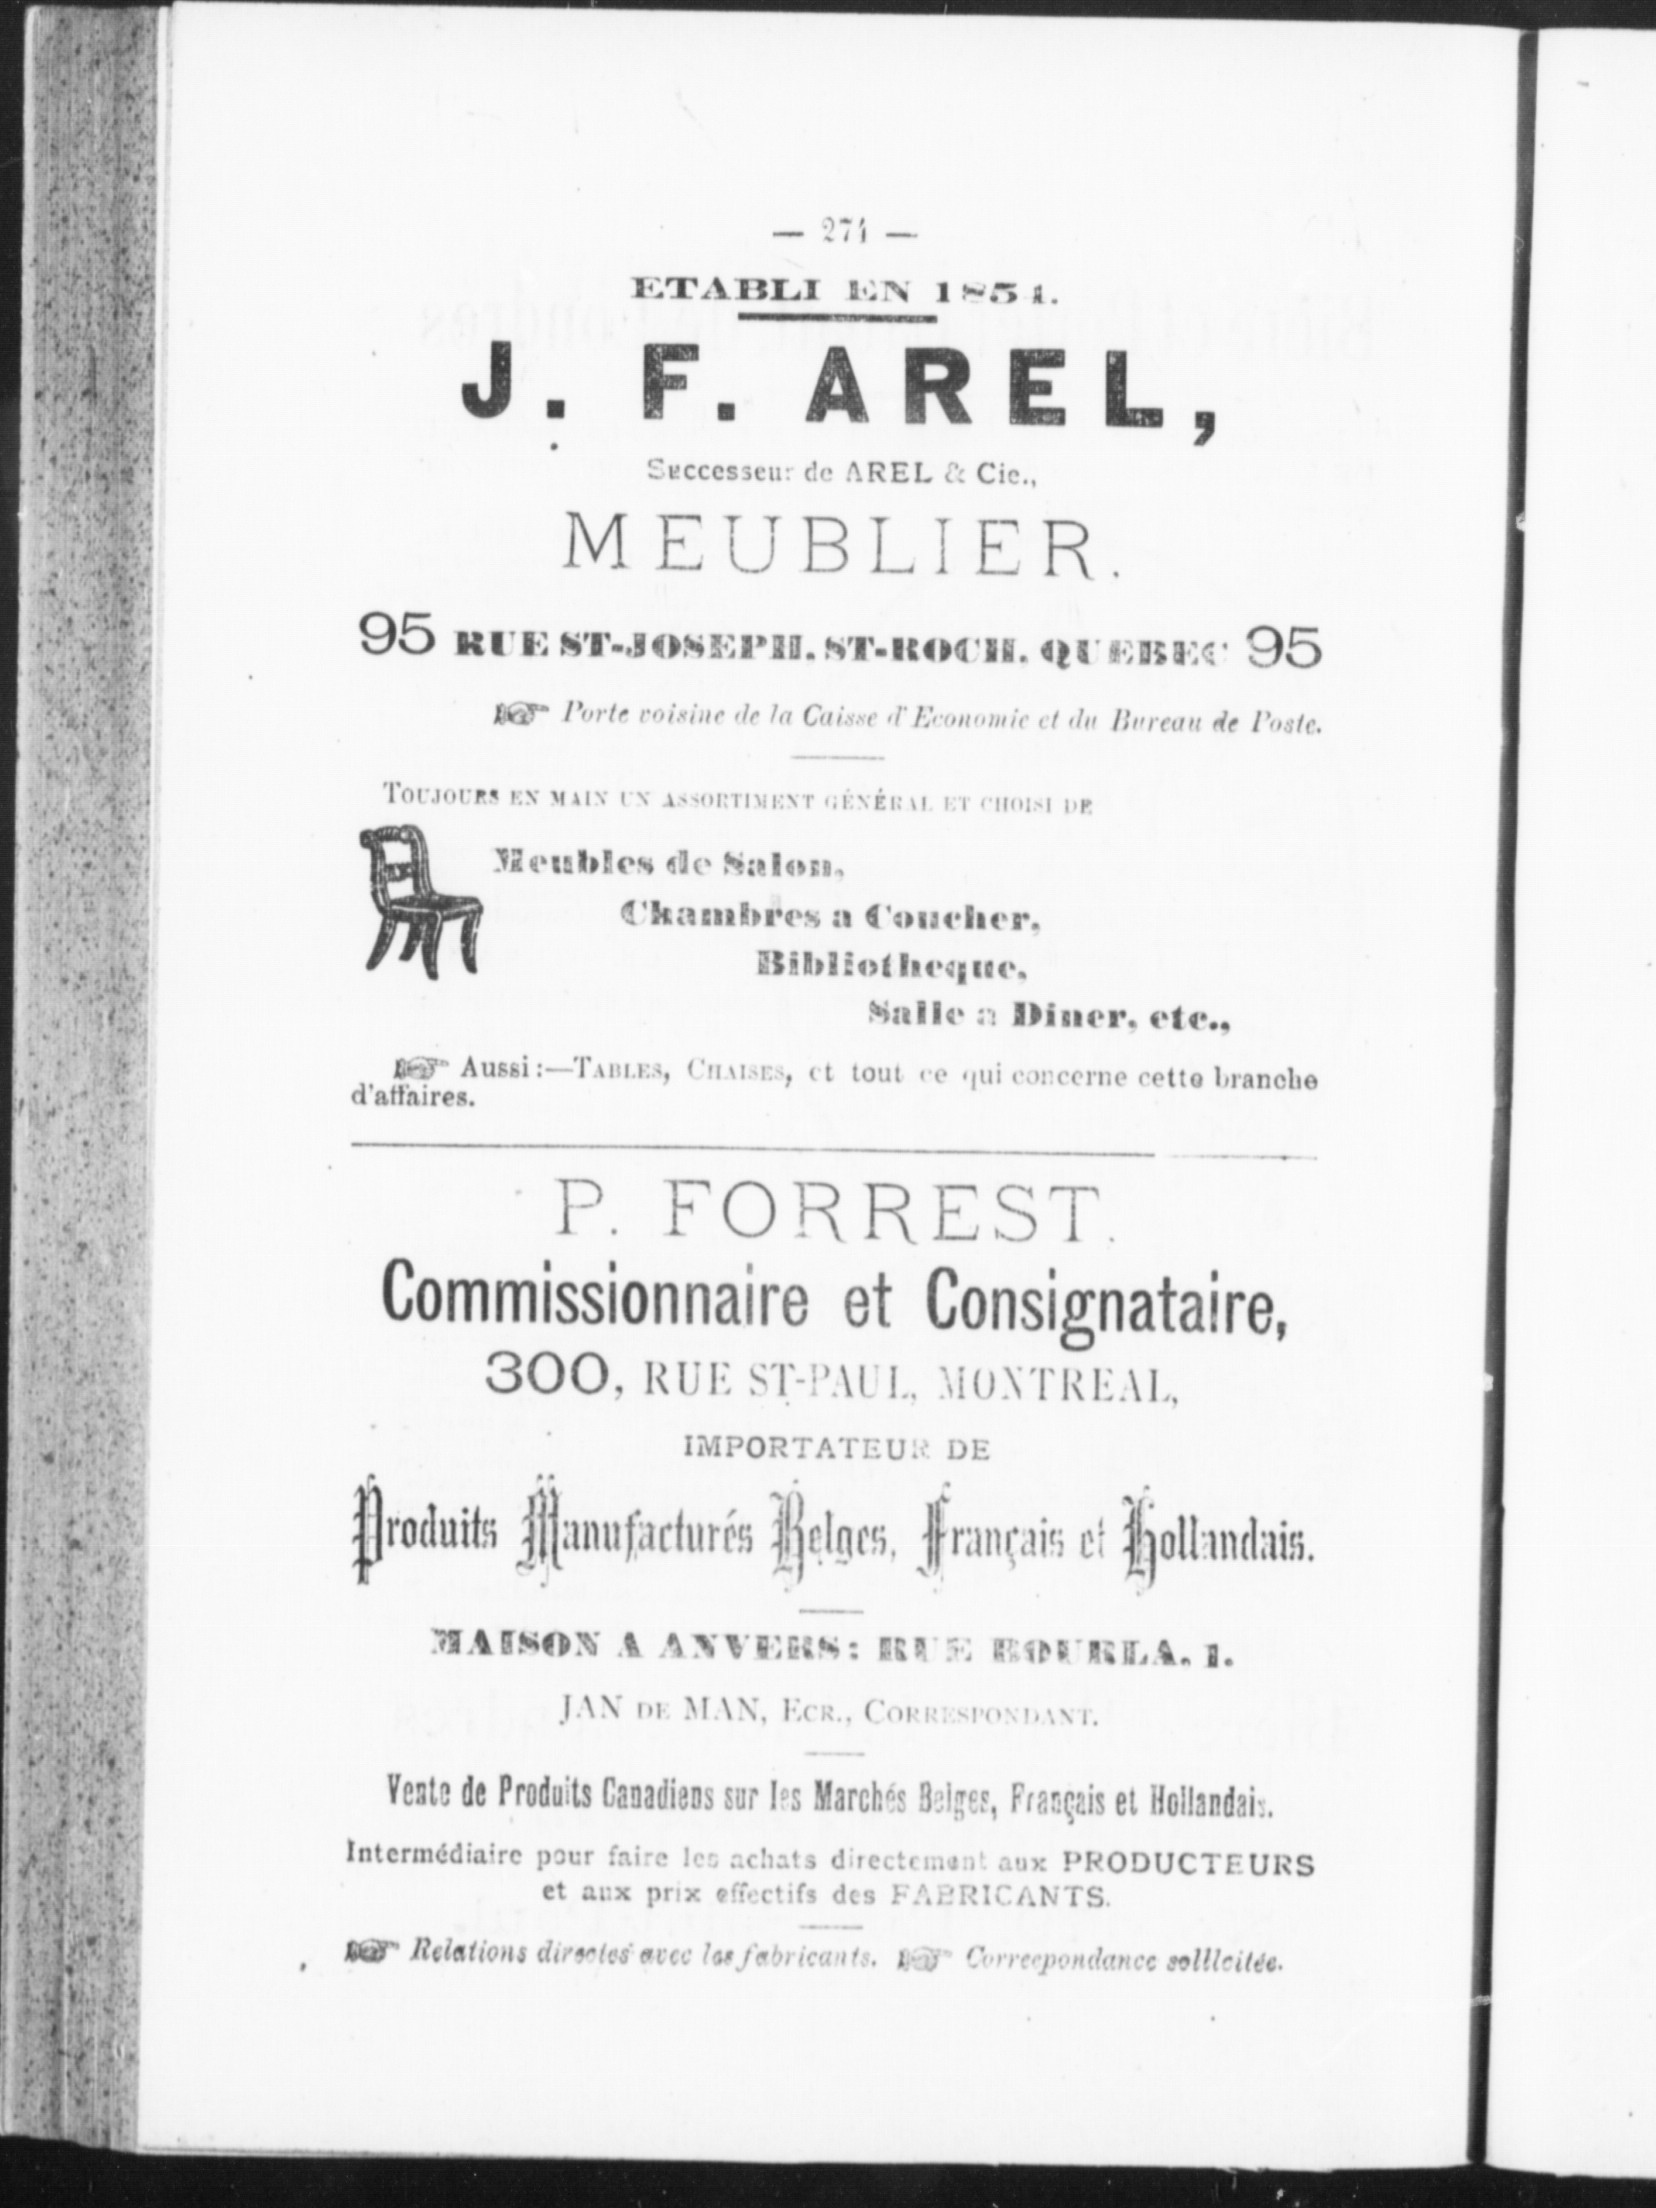 — 274 —
ETABLI EN 1854.
J. F. AREL,
Successeur de AREL & Cie.,
MEUBLIER.
95 RUE ST-JOSEPH. ST-ROCH. QUEBEC 95
☞ Porte voisine de la Caisse d'Economie et du Bureau de Poste.
TOUJOURS EN MAIN UN ASSORTIMENT GÉNÉRAL ET CHOISI DE
Meubles de Salon,
Chambres a Coucher,
Bibliotheque,
Salle a Diner, etc.,
☞ Aussi:—TABLES, CHAISES, et tout ce qui concerne cette branche
d'affaires.
P. FORREST.
Commissionnaire et Consignataire,
300, RUE ST-PAUL, MONTREAL,
IMPORTATEUR DE
Produits Manufacturés Belges, Français et Hollandais.
MAISON A ANVERS: RUE BOURLA, 1.
JAN DE MAN, ECR., CORRESPONDANT.
Vente de Produits Canadiens sur les Marchés Belges, Français et Hollandais.
Intermédiaire pour faire les achats directement aux PRODUCTEURS
et aux prix effectifs des FABRICANTS.
☞ Relations directes avec les fabricants. ☞ Correspondance sollicitée.